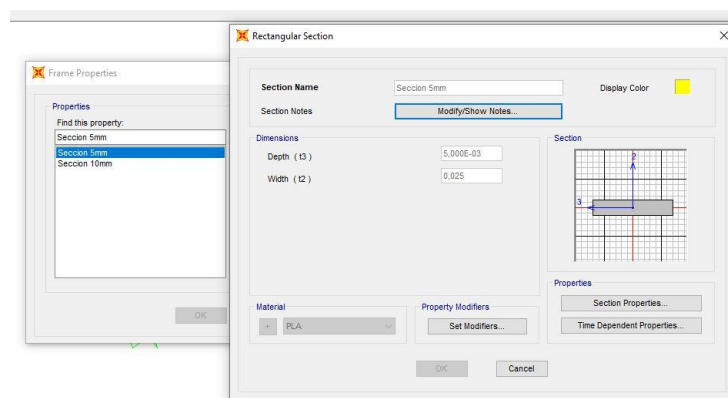 Frame Properties
Properties
Find this property:
Seccion 5mm
Seccion 5mm
Seccion 10mm
OK
Rectangular Section
Section Name
Seccion 5mm
Display Color
Section Notes
Modify/Show Notes...
Dimensions
Depth ( t3 )
5,000E-03
Width ( t2 )
0,025
Section
2
3
Properties
Section Properties...
Time Dependent Properties...
Material
+ PLA
Property Modifiers
Set Modifiers...
OK
Cancel